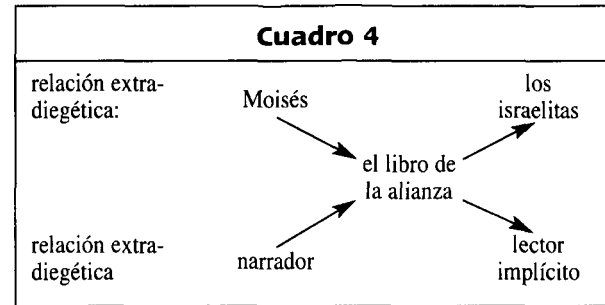 Cuadro 4
relación extra-
diegética:
Moisés
los
israelitas
el libro de
la alianza
relación extra-
diegética
narrador
lector
implícito